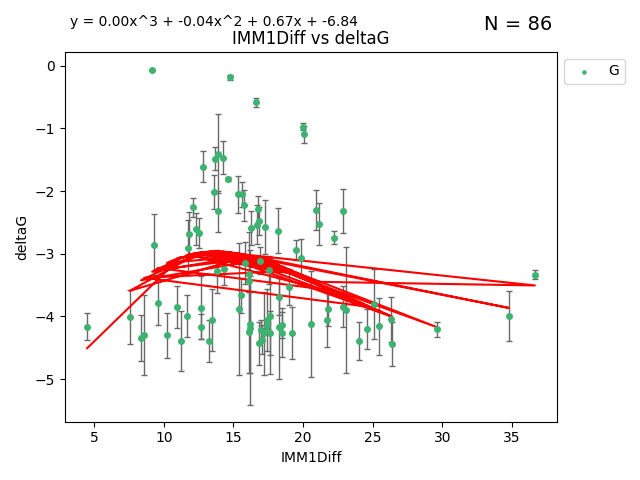 y = 0.00x^3 + -0.04x^2 + 0.67x + -6.84
N = 86
IMM1Diff vs deltaG
G
deltaG
0
−1
−2
−3
−4
−5
5 10 15 20 25 30 35
IMM1Diff